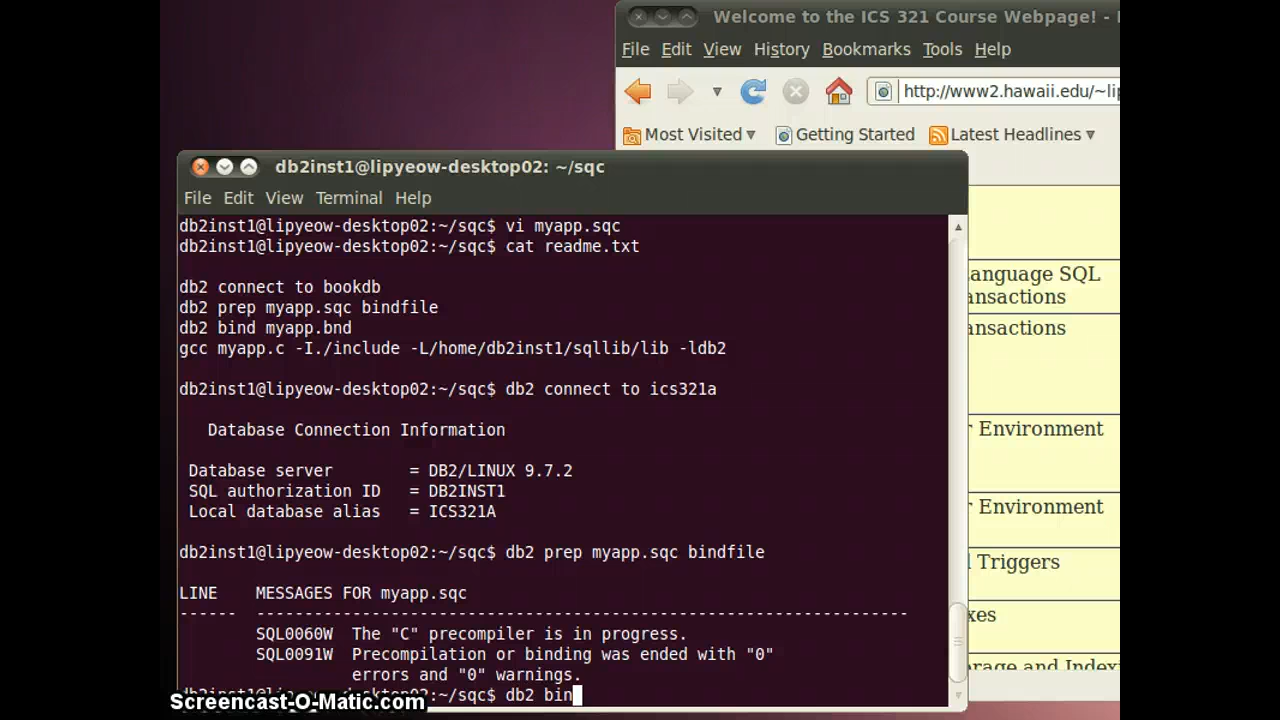 Welcome to the ICS 321 Course Webpage! -
File Edit View History Bookmarks Tools Help
http://www2.hawaii.edu/~lip
Most Visited Getting Started Latest Headlines
db2inst1@lipyeow-desktop02: ~/sqc
File Edit View Terminal Help
db2inst1@lipyeow-desktop02:~/sqc$ vi myapp.sqc
db2inst1@lipyeow-desktop02:~/sqc$ cat readme.txt
db2 connect to bookdb
db2 prep myapp.sqc bindfile
db2 bind myapp.bnd
gcc myapp.c -I./include -L/home/db2inst1/sqllib/lib -ldb2
db2inst1@lipyeow-desktop02:~/sqc$ db2 connect to ics321a
Database Connection Information
Database server = DB2/LINUX 9.7.2
SQL authorization ID = DB2INST1
Local database alias = ICS321A
db2inst1@lipyeow-desktop02:~/sqc$ db2 prep myapp.sqc bindfile
LINE MESSAGES FOR myapp.sqc
------ --------------------------------------------------------------------
SQL0060W The "C" precompiler is in progress.
SQL0091W Precompilation or binding was ended with "0"
errors and "0" warnings.
db2inst1@lipyeow-desktop02:~/sqc$ db2 bin
anguage SQL
ansactions
ansactions
r Environment
r Environment
Triggers
xes
orage and Indexi
Screencast-O-Matic.com